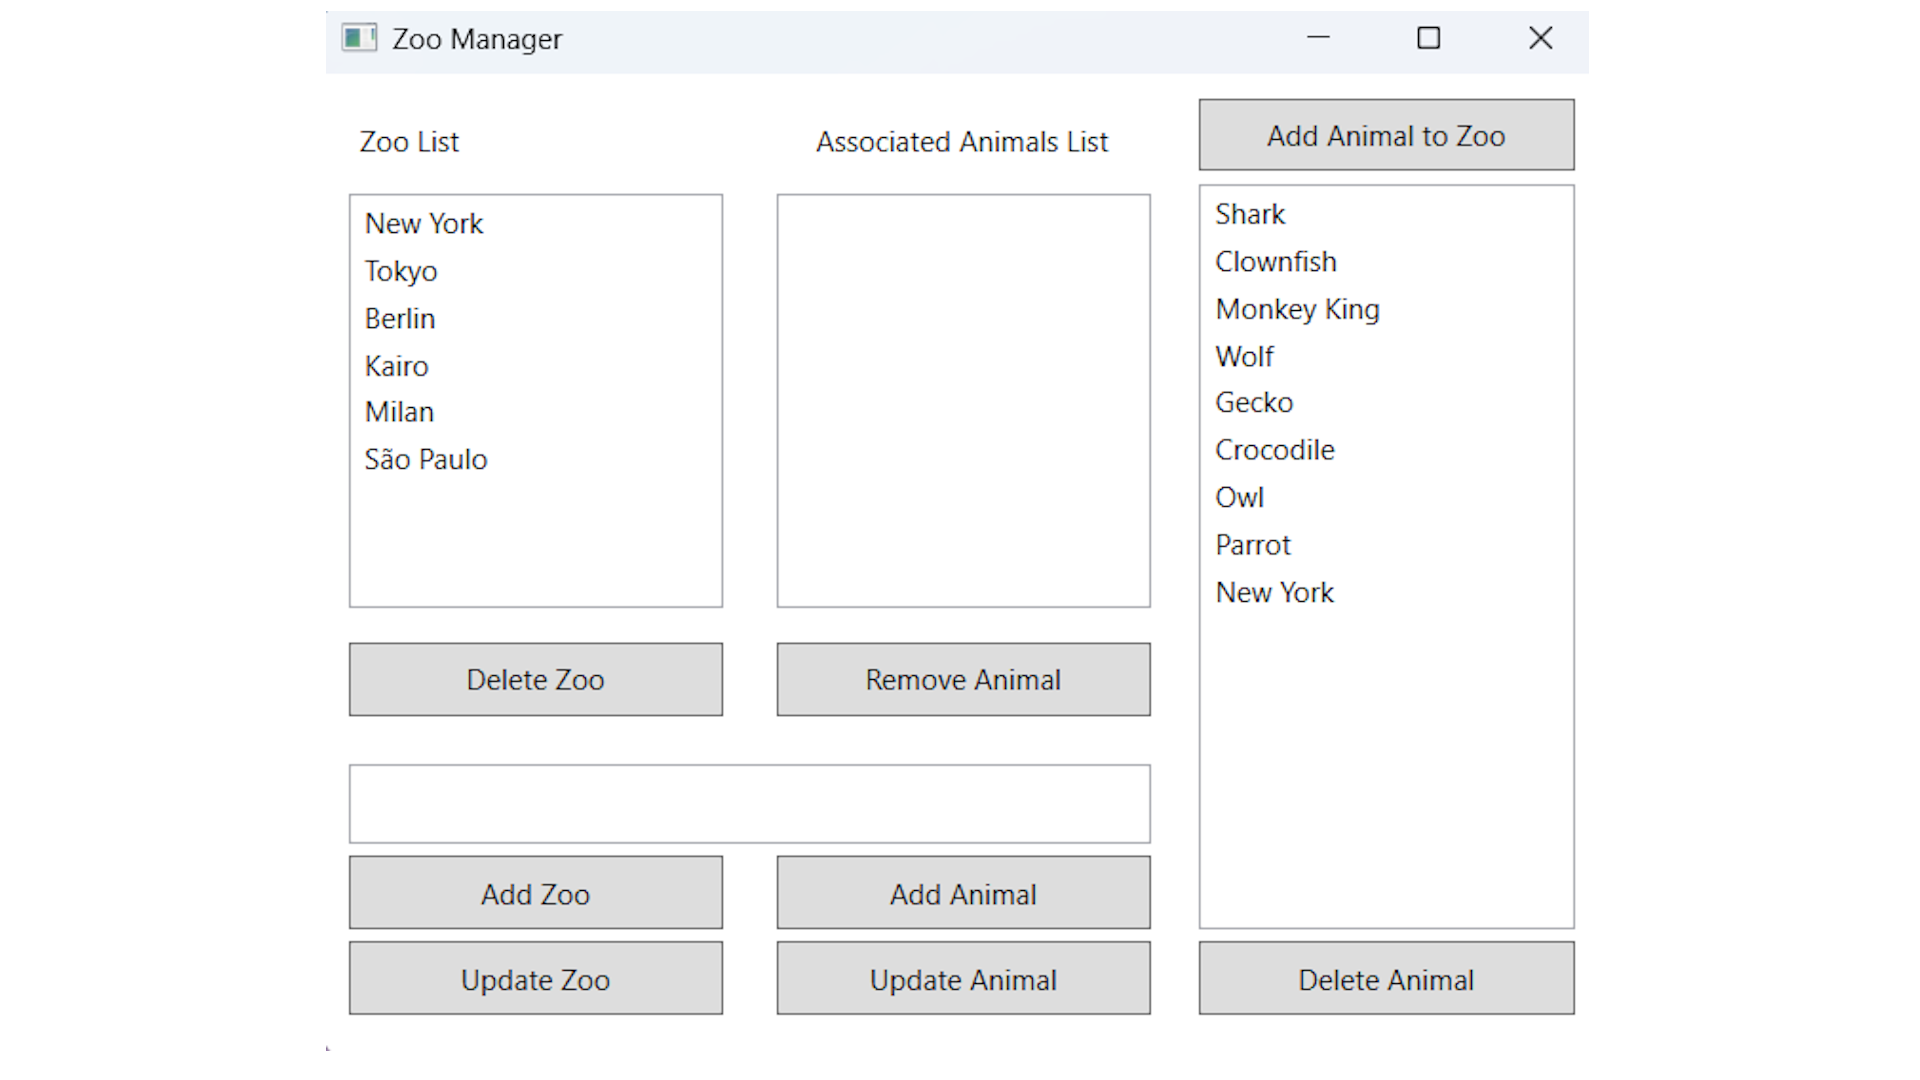 Zoo Manager
Zoo List
Associated Animals List
Add Animal to Zoo
New York
Tokyo
Berlin
Kairo
Milan
São Paulo
Shark
Clownfish
Monkey King
Wolf
Gecko
Crocodile
Owl
Parrot
New York
Delete Zoo
Remove Animal
Add Zoo
Add Animal
Update Zoo
Update Animal
Delete Animal